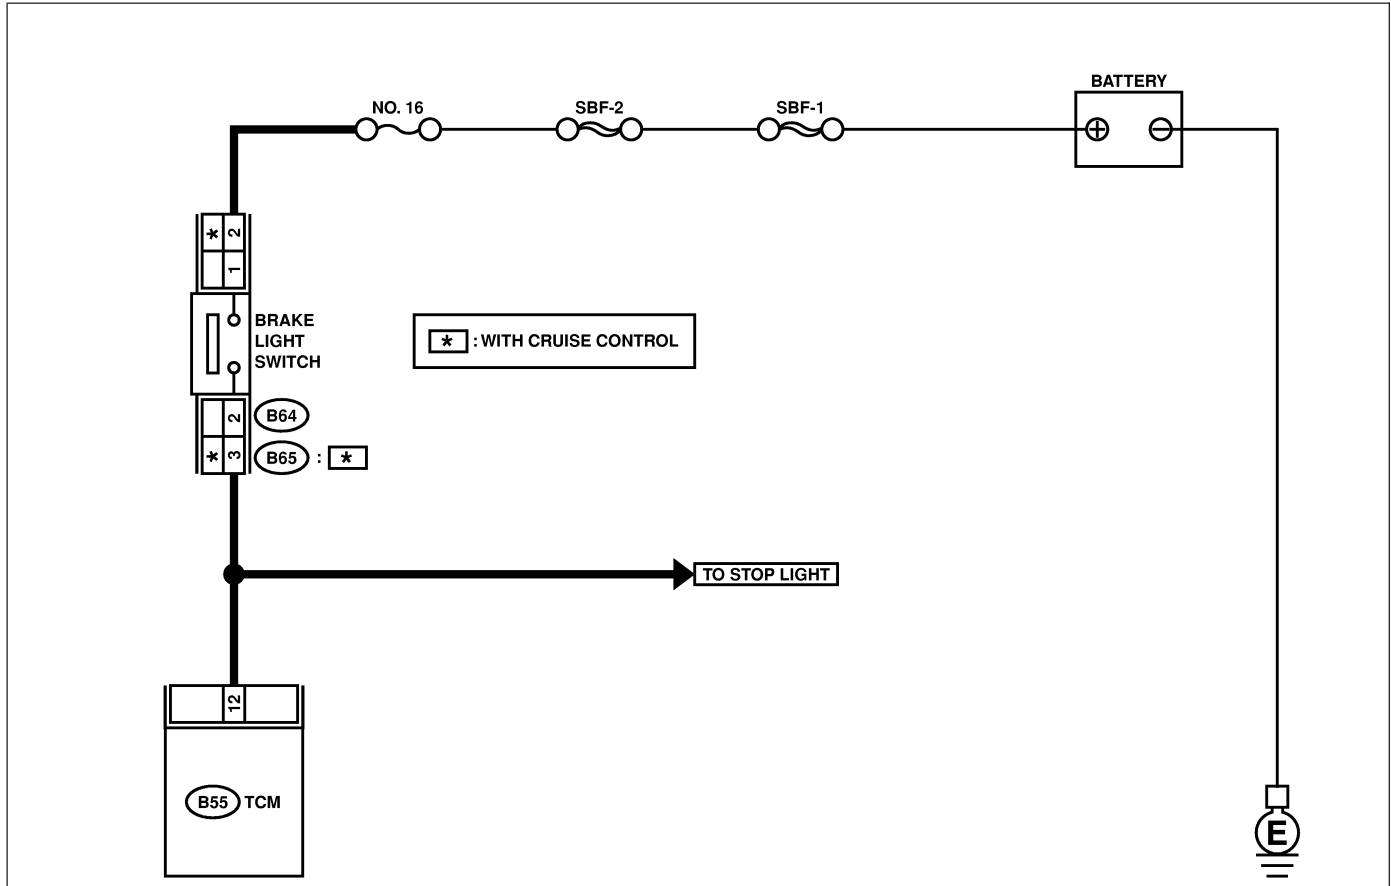 BATTERY
NO. 16
SBF-2
SBF-1
+
−
* 2
1
BRAKE
LIGHT
SWITCH
* : WITH CRUISE CONTROL
2 B64
* 3 B65 : *
TO STOP LIGHT
12
B55 TCM
E